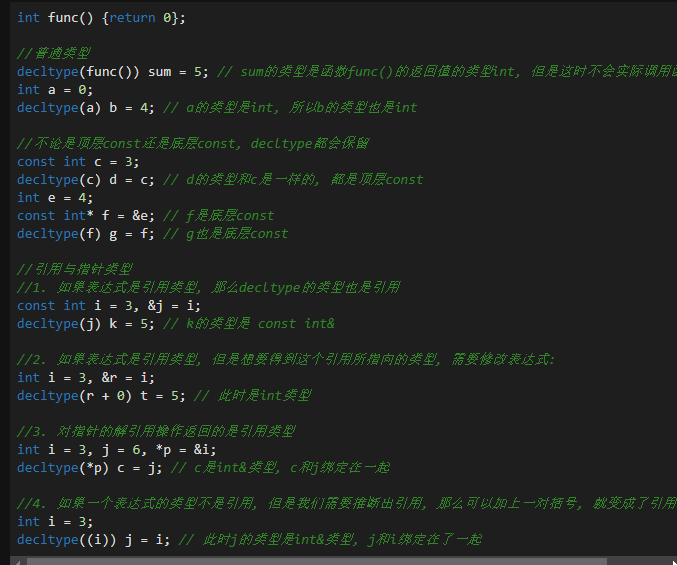 int func() {return 0};
//普通类型
decltype(func()) sum = 5; // sum的类型是函数func()的返回值的类型int, 但是这时不会实际调用
int a = 0;
decltype(a) b = 4; // a的类型是int, 所以b的类型也是int
//不论是顶层const还是底层const, decltype都会保留
const int c = 3;
decltype(c) d = c; // d的类型和c是一样的, 都是顶层const
int e = 4;
const int* f = &e; // f是底层const
decltype(f) g = f; // g也是底层const
//引用与指针类型
//1. 如果表达式是引用类型, 那么decltype的类型也是引用
const int i = 3, &j = i;
decltype(j) k = 5; // k的类型是 const int&
//2. 如果表达式是引用类型, 但是想要得到这个引用所指向的类型, 需要修改表达式:
int i = 3, &r = i;
decltype(r + 0) t = 5; // 此时是int类型
//3. 对指针的解引用操作返回的是引用类型
int i = 3, j = 6, *p = &i;
decltype(*p) c = j; // c是int&类型, c和j绑定在一起
//4. 如果一个表达式的类型不是引用, 但是我们需要推断出引用, 那么可以加上一对括号, 就变成了引用
int i = 3;
decltype((i)) j = i; // 此时j的类型是int&类型, j和i绑定在了一起